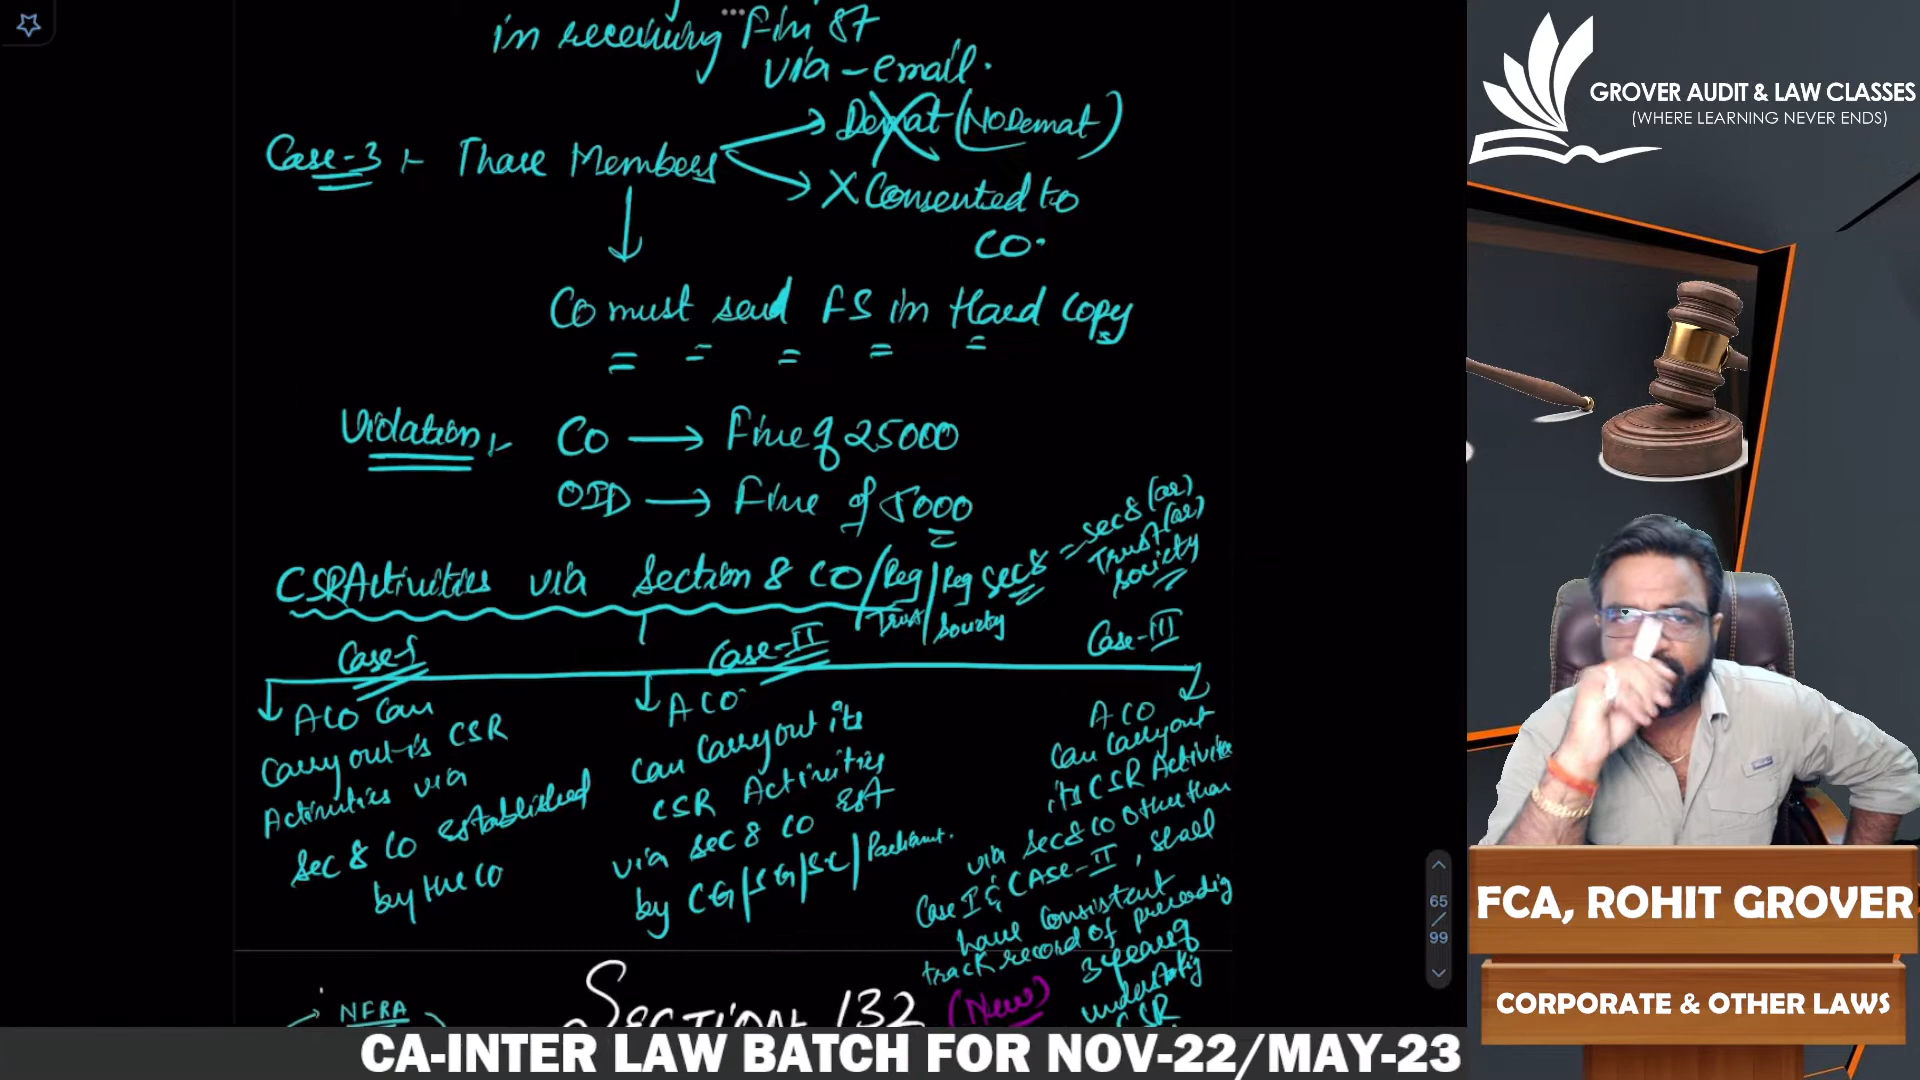 in receiving Fin 87
via-email.
Case-3 :- Those Members
Demat (NO Demat)
X Consented to
CO.
Co must send FS in Hard copy
Violation :- CO → Fine of 25000
OID → Fine of 5000
CSR Activities via Section 8 CO/Reg Trust/Reg Society
Sec 8 = Sec 8 (or)
Trust (or)
Society
Case-I
A CO Can
Carry out is CSR
Activities via
Sec 8 CO established
by the CO
Case-II
A CO
can Carry out its
CSR Activities
via Sec 8 CO Est
by CG/SG/SC/Parliament.
Case-III
A CO
can carry out
its CSR Activities
via Sec 8 CO Other than
Case I & CASE-II, shall
have consistent
track record of preceding
3 years of
undertaking
CSR
NFRA
SECTION 132 (New)
65
/
99
GROVER AUDIT & LAW CLASSES
(WHERE LEARNING NEVER ENDS)
FCA, ROHIT GROVER
CORPORATE & OTHER LAWS
CA-INTER LAW BATCH FOR NOV-22/MAY-23